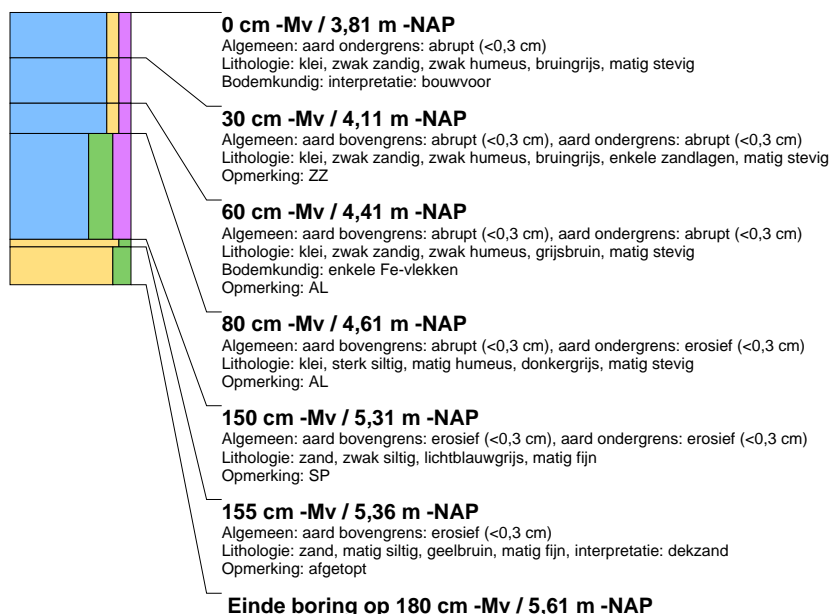 0 cm -Mv / 3,81 m -NAP
Algemeen: aard ondergrens: abrupt (<0,3 cm)
Lithologie: klei, zwak zandig, zwak humeus, bruingrijs, matig stevig
Bodemkundig: interpretatie: bouwvoor
30 cm -Mv / 4,11 m -NAP
Algemeen: aard bovengrens: abrupt (<0,3 cm), aard ondergrens: abrupt (<0,3 cm)
Lithologie: klei, zwak zandig, zwak humeus, bruingrijs, enkele zandlagen, matig stevig
Opmerking: ZZ
60 cm -Mv / 4,41 m -NAP
Algemeen: aard bovengrens: abrupt (<0,3 cm), aard ondergrens: abrupt (<0,3 cm)
Lithologie: klei, zwak zandig, zwak humeus, grijsbruin, matig stevig
Bodemkundig: enkele Fe-vlekken
Opmerking: AL
80 cm -Mv / 4,61 m -NAP
Algemeen: aard bovengrens: abrupt (<0,3 cm), aard ondergrens: erosief (<0,3 cm)
Lithologie: klei, sterk siltig, matig humeus, donkergrijs, matig stevig
Opmerking: AL
150 cm -Mv / 5,31 m -NAP
Algemeen: aard bovengrens: erosief (<0,3 cm), aard ondergrens: erosief (<0,3 cm)
Lithologie: zand, zwak siltig, lichtblauwgrijs, matig fijn
Opmerking: SP
155 cm -Mv / 5,36 m -NAP
Algemeen: aard bovengrens: erosief (<0,3 cm)
Lithologie: zand, matig siltig, geelbruin, matig fijn, interpretatie: dekzand
Opmerking: afgetopt
Einde boring op 180 cm -Mv / 5,61 m -NAP